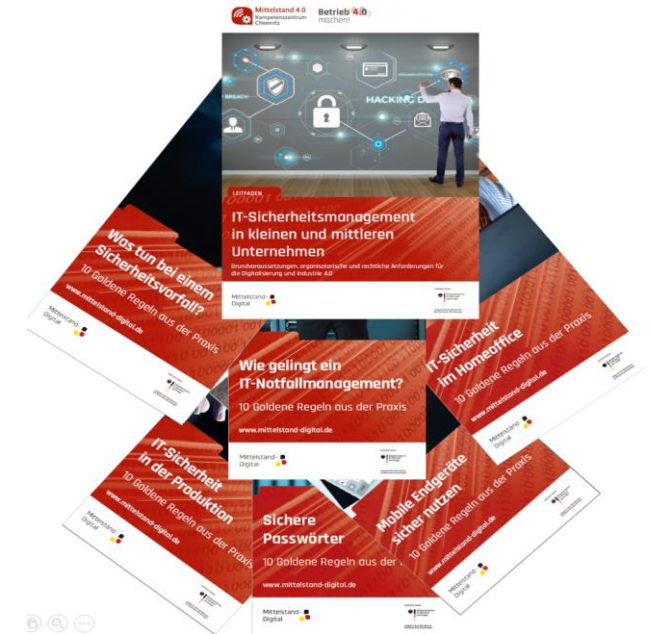 Mittelstand 4.0
Kompetenzzentrum
Chemnitz
Betrieb 4.0
machen!
BREACH
HACKING D
LEITFADEN
IT-Sicherheitsmanagement
in kleinen und mittleren
Unternehmen
Grundvoraussetzungen, organisatorische und rechtliche Anforderungen für
die Digitalisierung und Industrie 4.0
Mittelstand-
Digital
Was tun bei einem
Sicherheitsvorfall?
10 Goldene Regeln aus der Praxis
www.mittelstand-digital.de
Mittelstand-
Digital
Wie gelingt ein
IT-Notfallmanagement?
10 Goldene Regeln aus der Praxis
www.mittelstand-digital.de
Mittelstand-
Digital
IT-Sicherheit
im Homeoffice
10 Goldene Regeln aus der Praxis
Mittelstand-
Digital
IT-Sicherheit
in der Produktion
10 Goldene Regeln aus der Praxis
www.mittelstand-digital.de
Mittelstand-
Digital
Sichere
Passwörter
10 Goldene Regeln aus der
www.mittelstand-digital.de
Mittelstand-
Digital
Mobile Endgeräte
sicher nutzen
10 Goldene Regeln aus der Praxis
www.mittelstand-digital.de
Mittelstand-
Digital